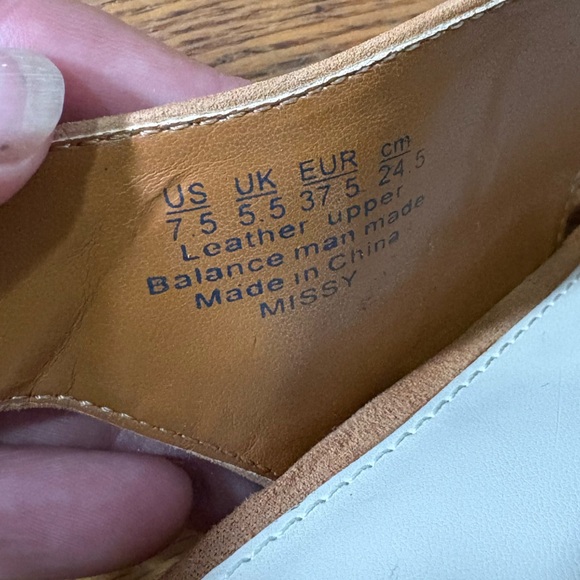 US UK EUR cm
7.5 5.5 37.5 24.5
Leather upper
Balance man made
Made in China
MISSY